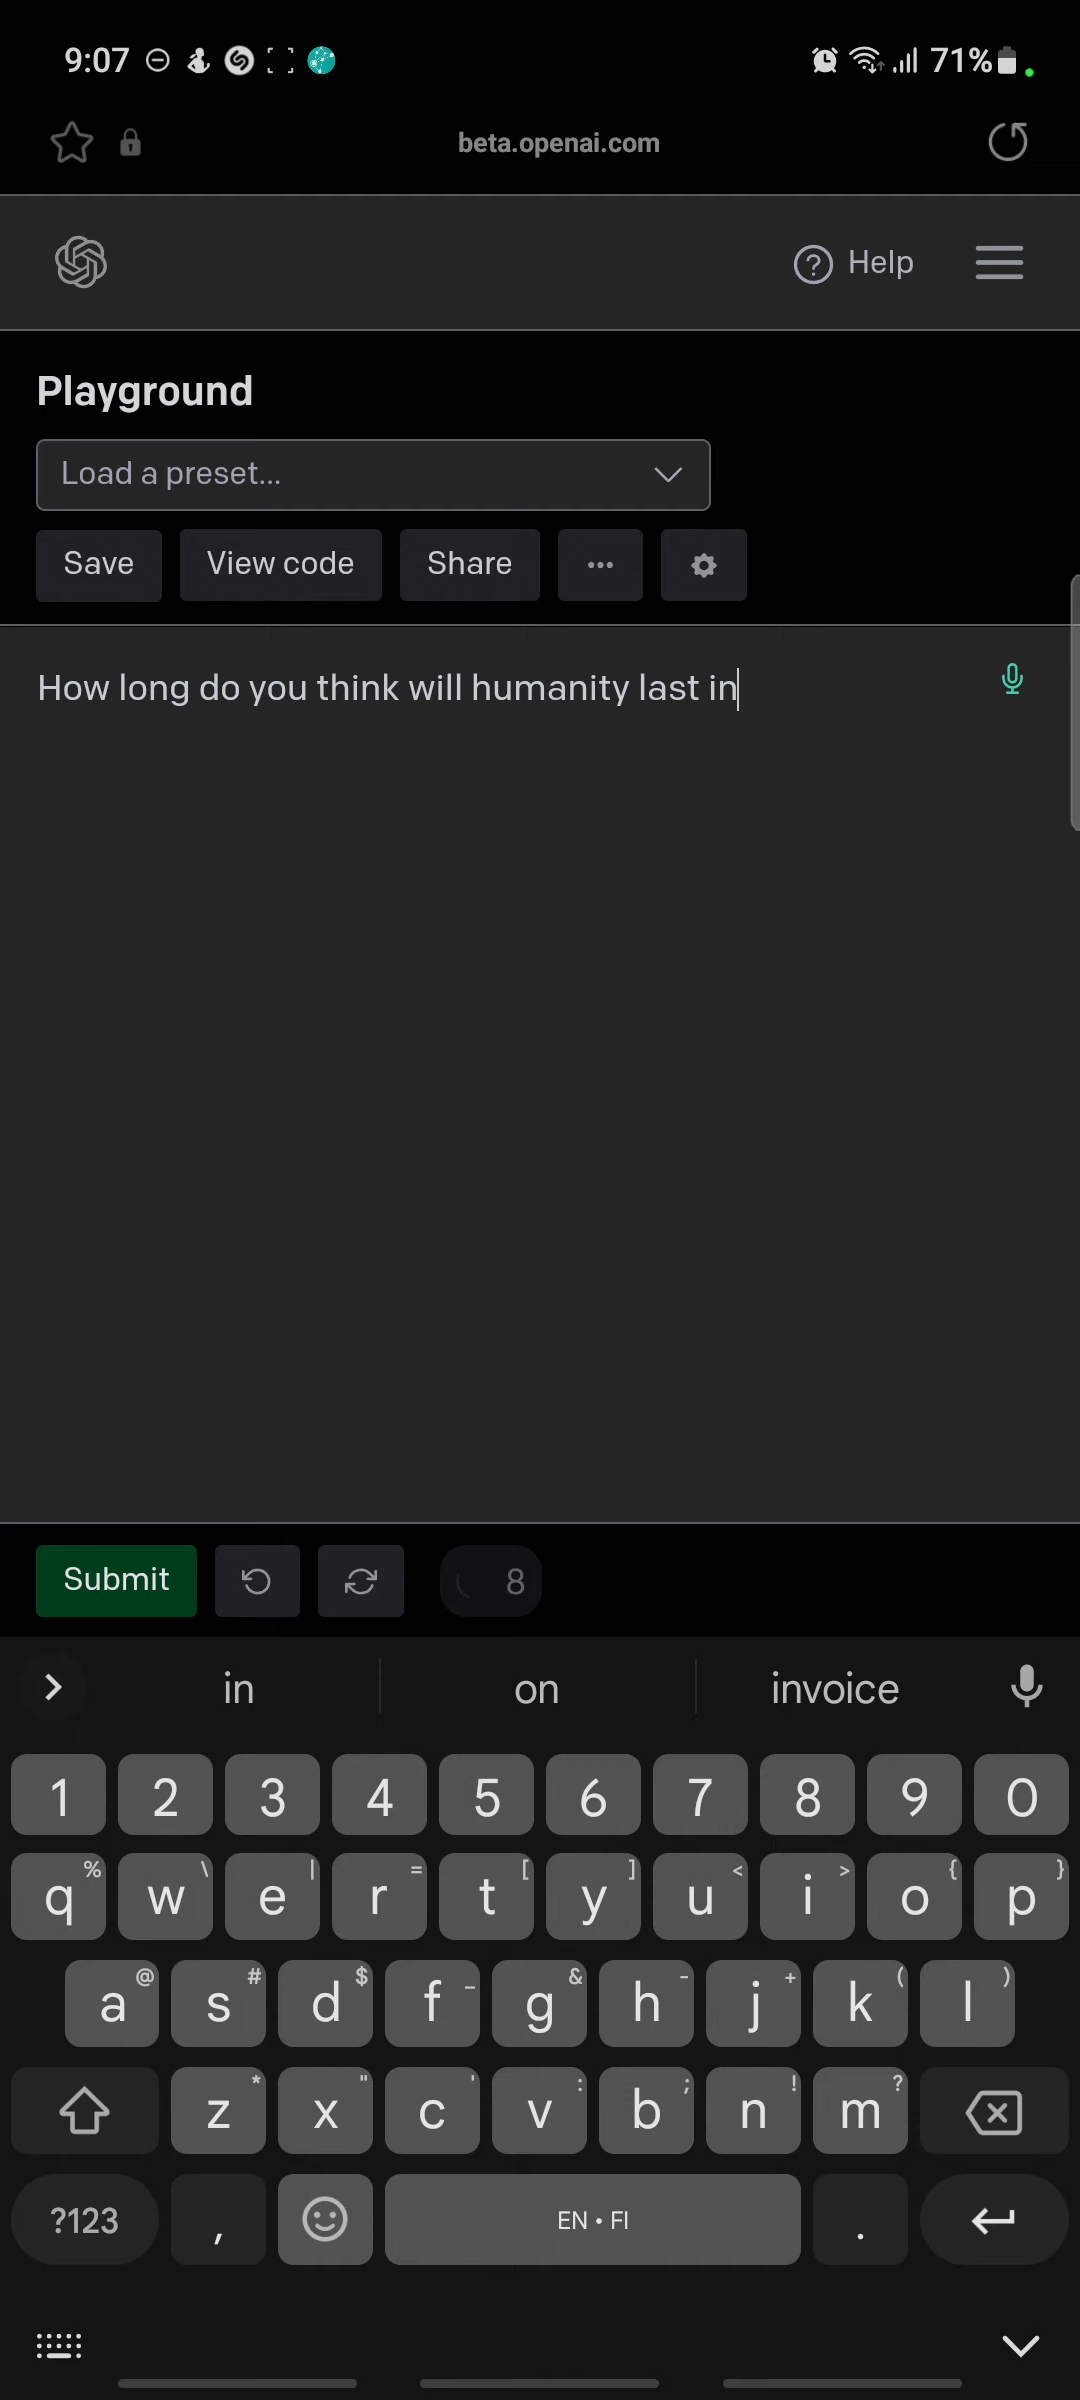 9:07
71%
beta.openai.com
? Help
Playground
Load a preset...
Save View code Share ...
How long do you think will humanity last in
Submit 8
in on invoice
1 2 3 4 5 6 7 8 9 0
q % w \ e | r = t [ y ] u < i > o { p }
a @ s # d $ f _ g & h - j + k ( l )
z * x " c ' v : b ; n ! m ?
?123 , EN • FI .